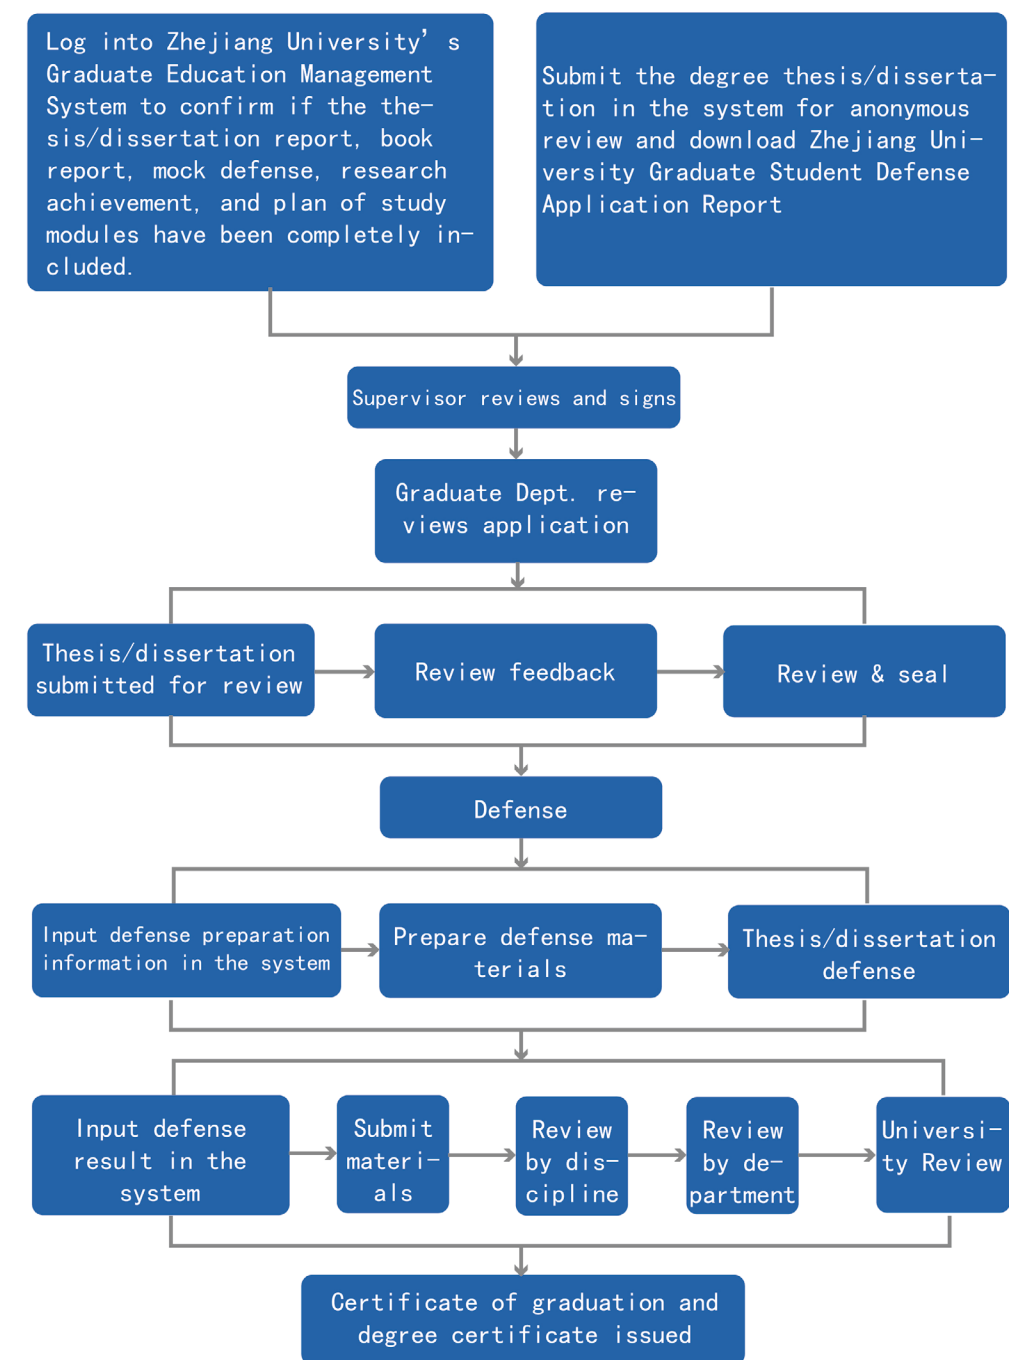 Log into Zhejiang University’s
Graduate Education Management
System to confirm if the the-
sis/dissertation report, book
report, mock defense, research
achievement, and plan of study
modules have been completely in-
cluded.
Submit the degree thesis/disserta-
tion in the system for anonymous
review and download Zhejiang Uni-
versity Graduate Student Defense
Application Report
Supervisor reviews and signs
Graduate Dept. re-
views application
Thesis/dissertation
submitted for review
Review feedback
Review & seal
Defense
Input defense preparation
information in the system
Prepare defense ma-
terials
Thesis/dissertation
defense
Input defense
result in the
system
Submit
materi-
als
Review
by dis-
cipline
Review
by de-
partment
Universi-
ty Review
Certificate of graduation and
degree certificate issued